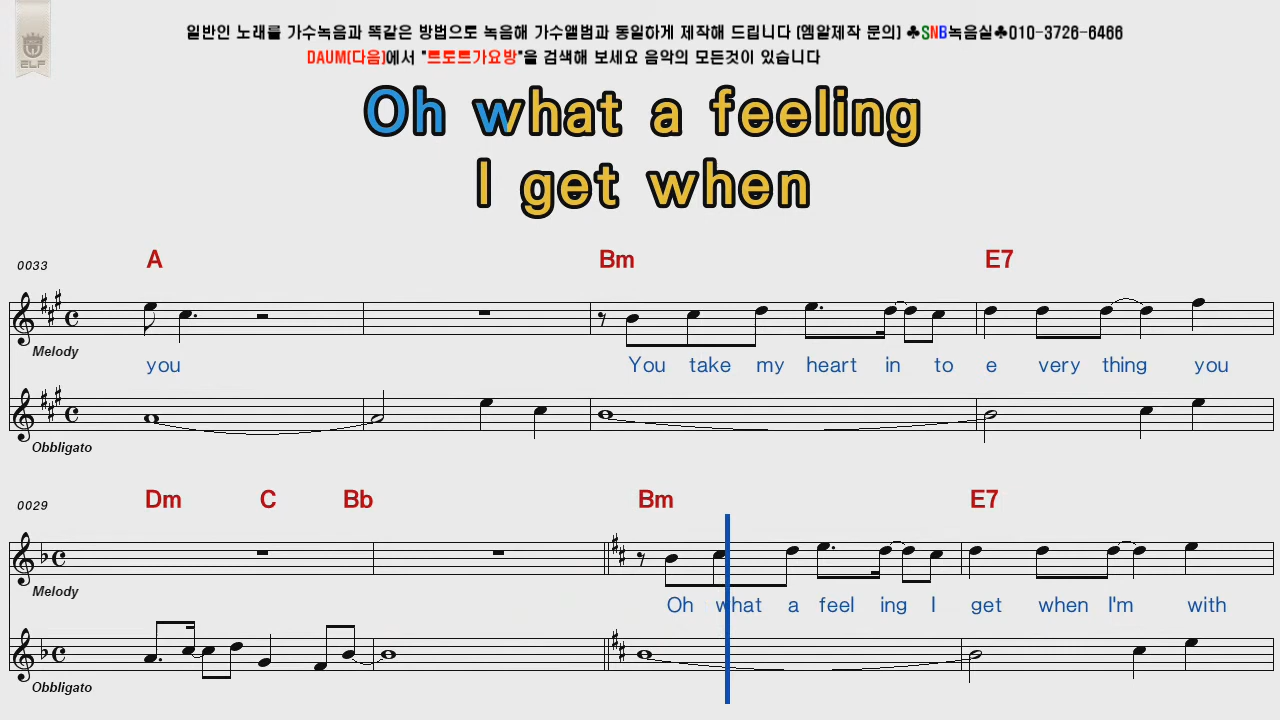 일반인 노래를 가수녹음과 똑같은 방법으로 녹음해 가수앨범과 동일하게 제작해 드립니다 (엠알제작 문의) ♣SNB녹음실♣010-3726-6466
DAUM(다음)에서 "트토트가요방"을 검색해 보세요 음악의 모든것이 있습니다
ELF
Oh what a feeling
I get when
0033 A Bm E7
Melody
you You take my heart in to e very thing you
Obbligato
0029 Dm C Bb Bm E7
Melody
Oh what a feel ing I get when I'm with
Obbligato